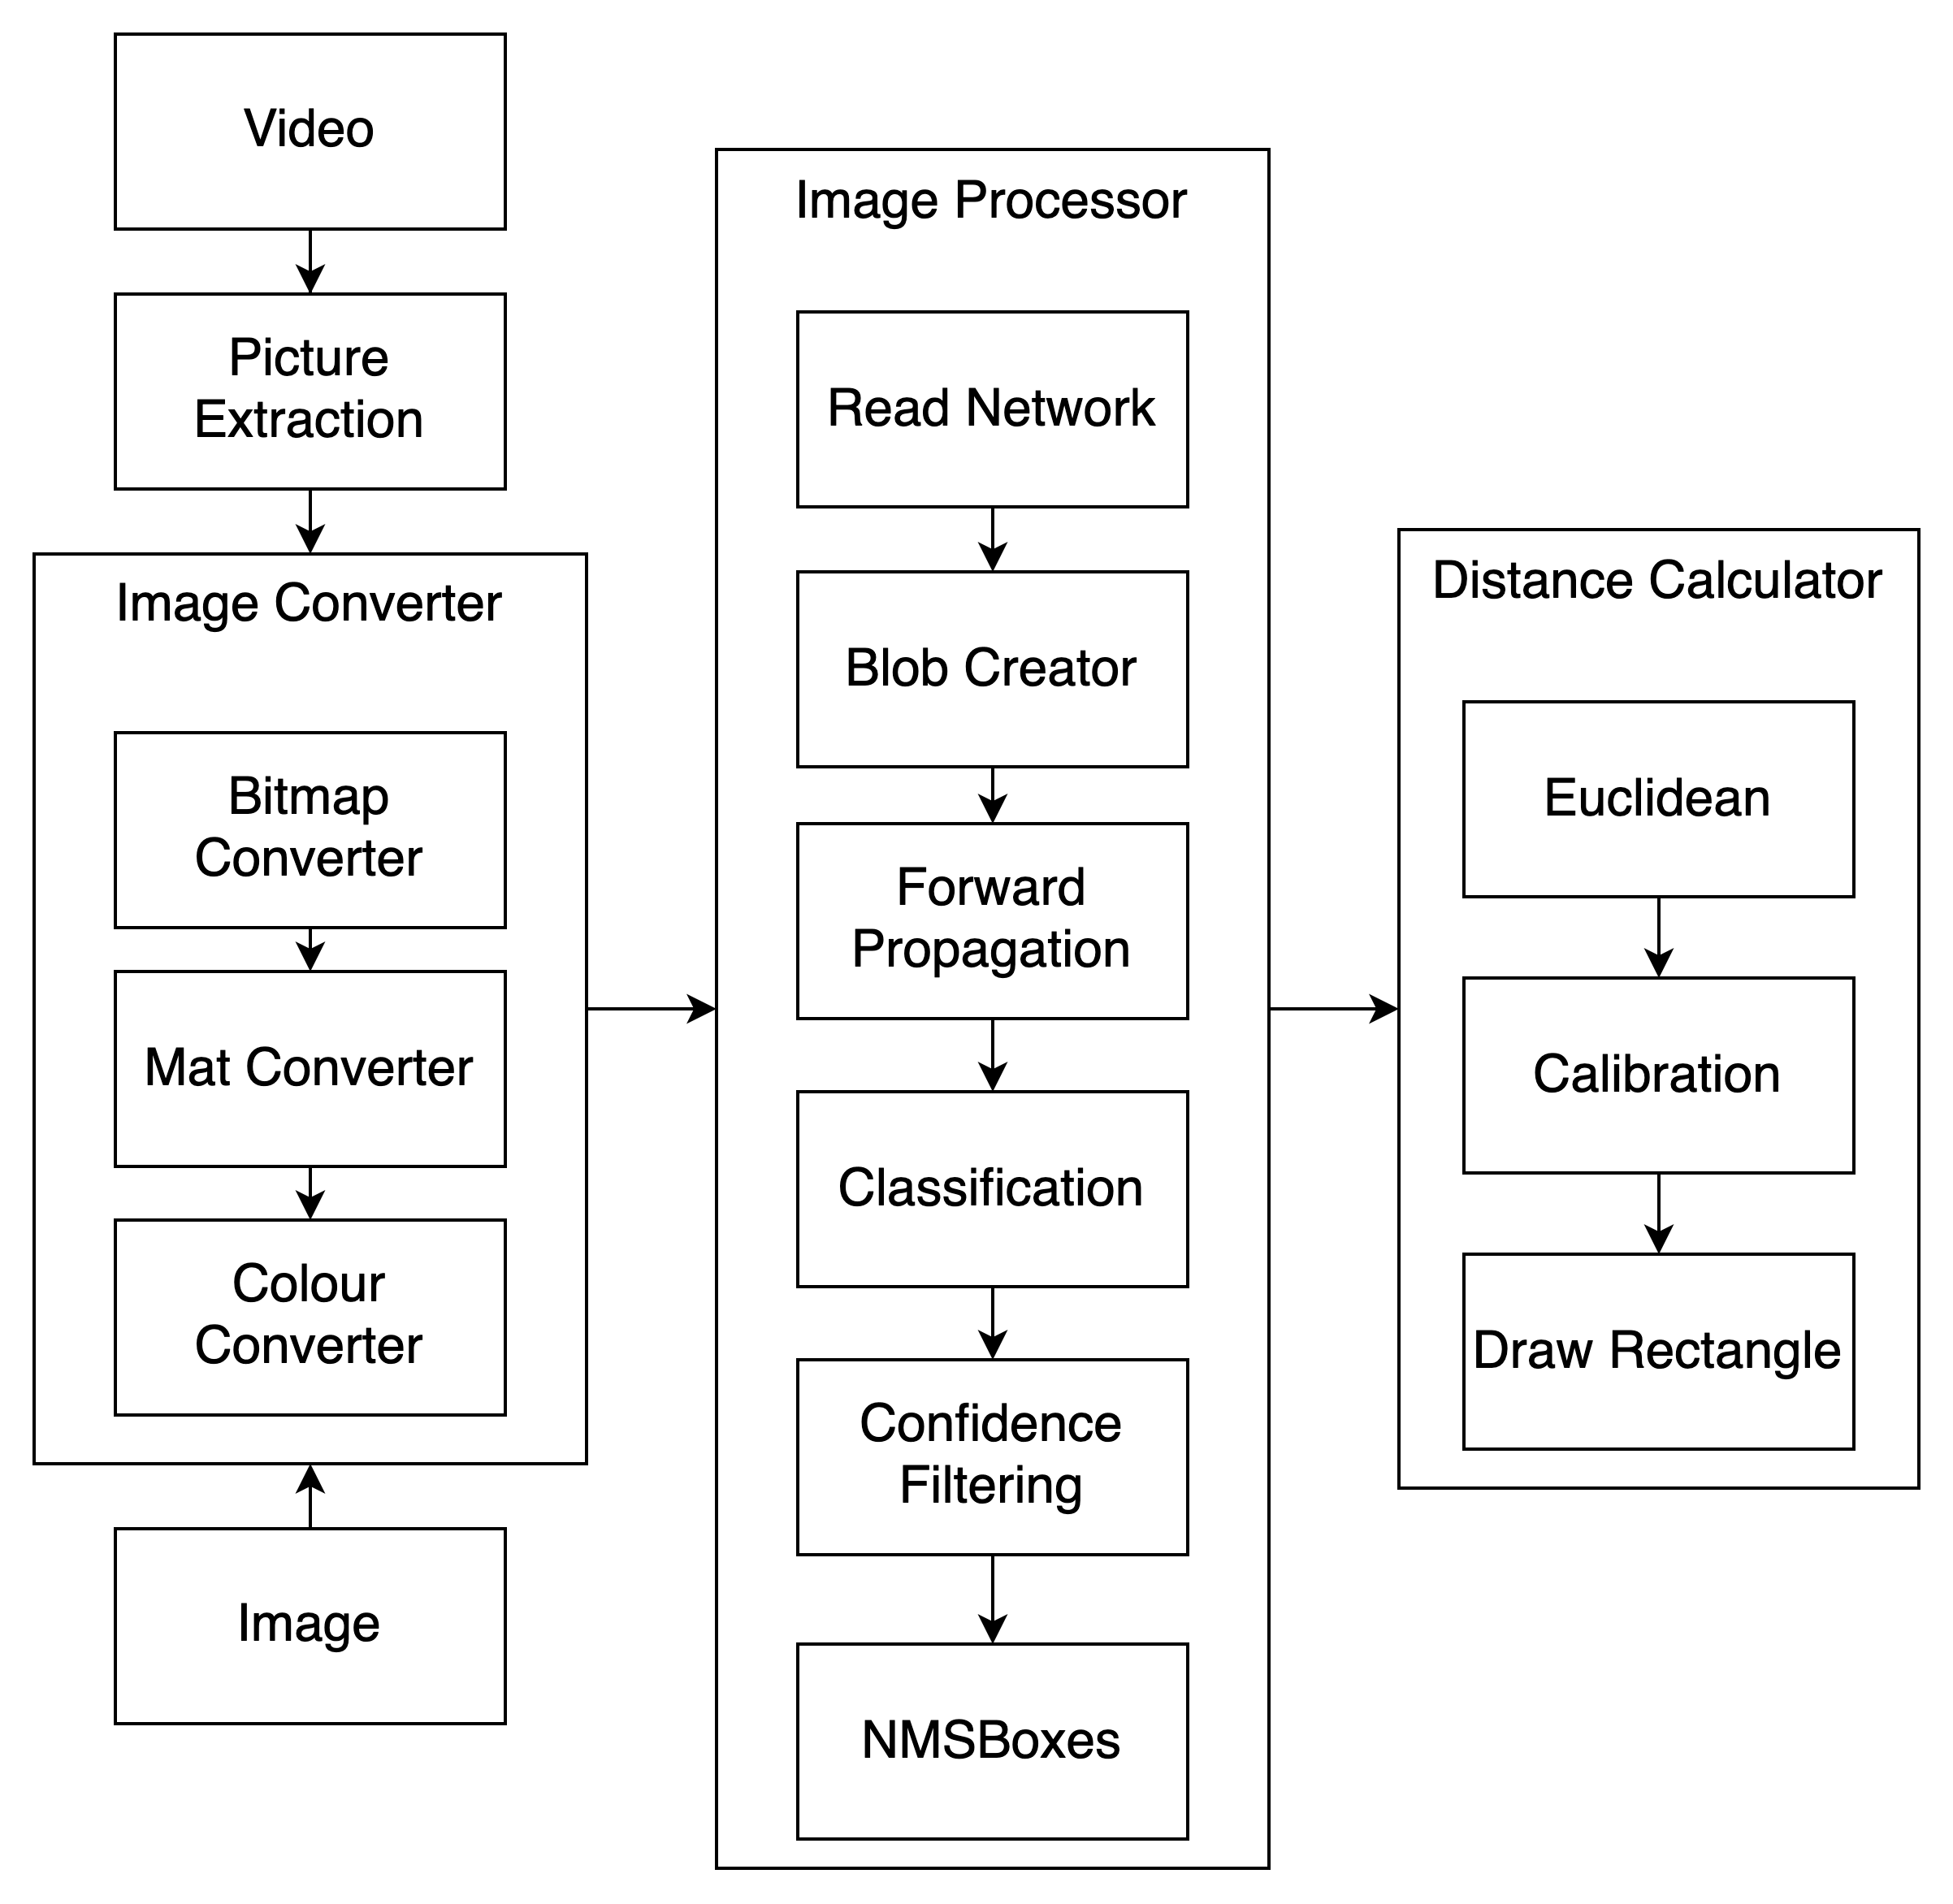 Video
Picture
Extraction
Image Converter
Bitmap
Converter
Mat Converter
Colour
Converter
Image
Image Processor
Read Network
Blob Creator
Forward
Propagation
Classification
Confidence
Filtering
NMSBoxes
Distance Calculator
Euclidean
Calibration
Draw Rectangle